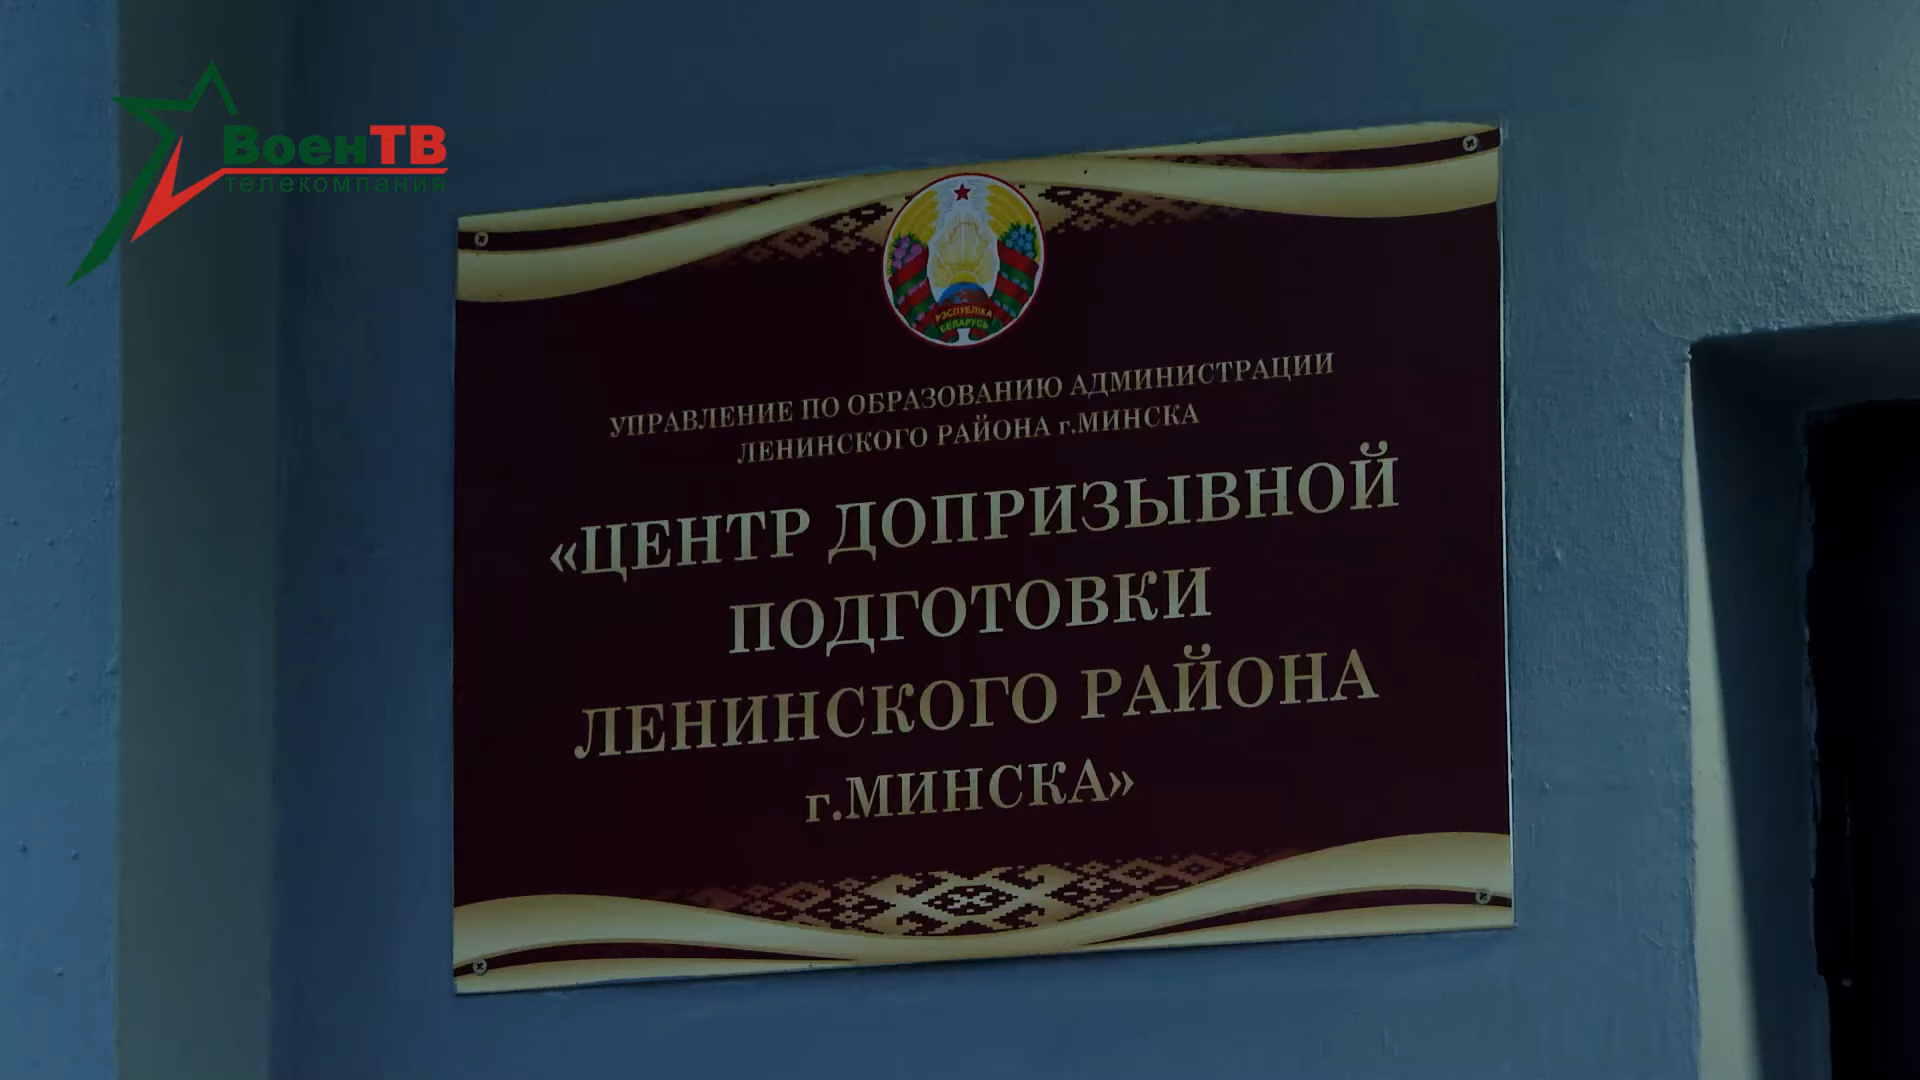 ВоенТВ
телекомпания
РЭСПУБЛІКА
БЕЛАРУСЬ
УПРАВЛЕНИЕ ПО ОБРАЗОВАНИЮ АДМИНИСТРАЦИИ
ЛЕНИНСКОГО РАЙОНА г.МИНСКА
«ЦЕНТР ДОПРИЗЫВНОЙ
ПОДГОТОВКИ
ЛЕНИНСКОГО РАЙОНА
г.МИНСКА»